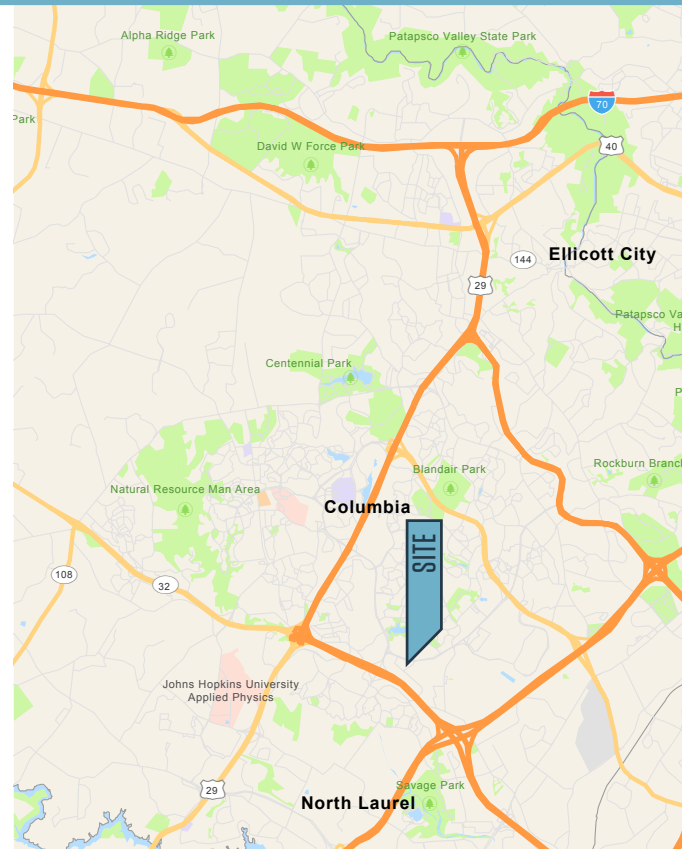 Alpha Ridge Park
Patapsco Valley State Park
70
Park
David W Force Park
40
Ellicott City
144
29
Patapsco Va
H
Centennial Park
P
Blandair Park
Rockburn Branch
Natural Resource Man Area
Columbia
SITE
108
32
Johns Hopkins University
Applied Physics
29
Savage Park
North Laurel